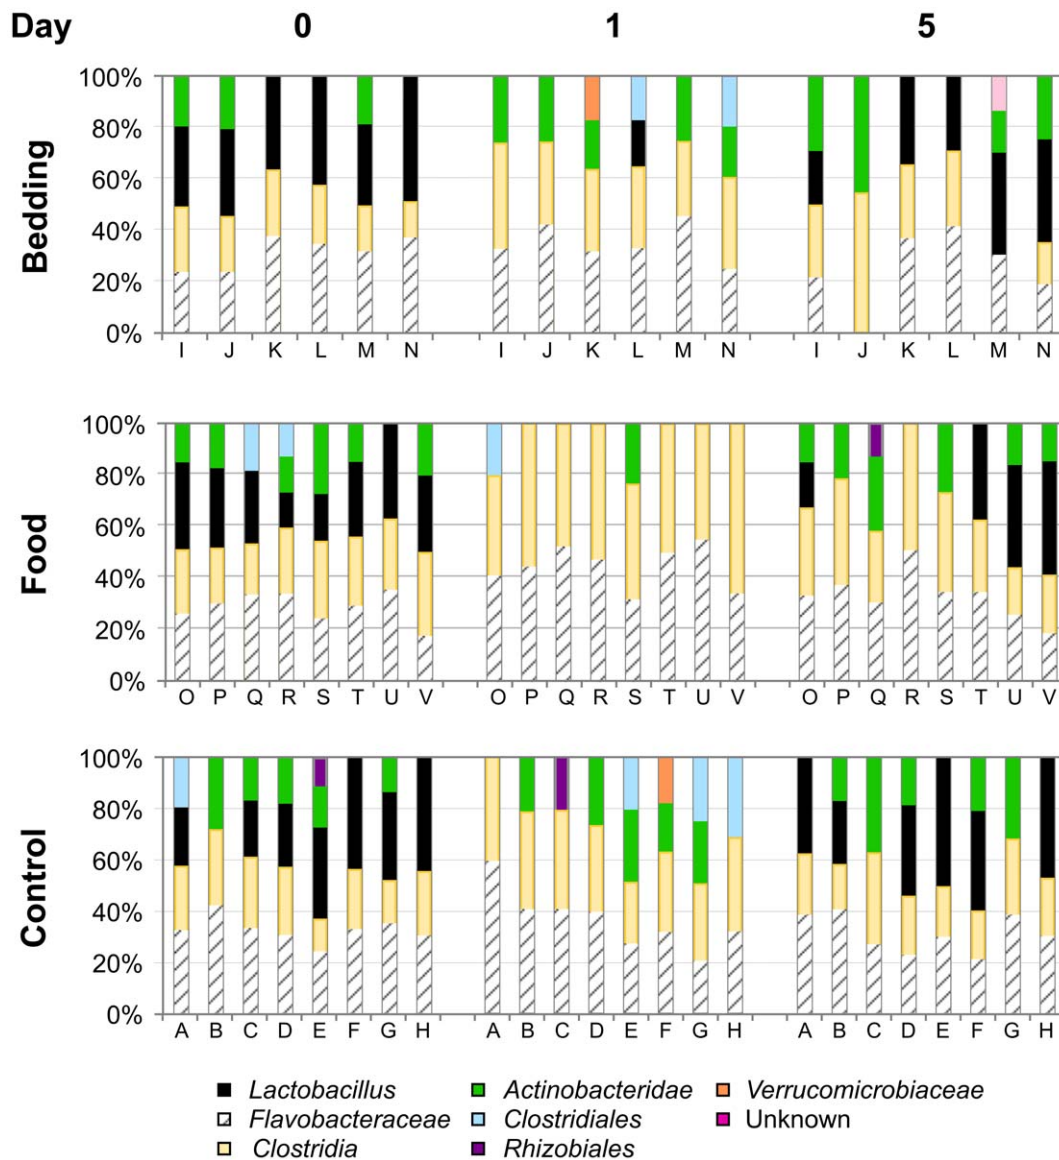 Day 0 1 5
Bedding
100%
80%
60%
40%
20%
0%
I J K L M N I J K L M N I J K L M N
Food
100%
80%
60%
40%
20%
0%
O P Q R S T U V O P Q R S T U V O P Q R S T U V
Control
100%
80%
60%
40%
20%
0%
A B C D E F G H A B C D E F G H A B C D E F G H
Lactobacillus Actinobacteridae Verrucomicrobiaceae
Flavobacteraceae Clostridiales Unknown
Clostridia Rhizobiales